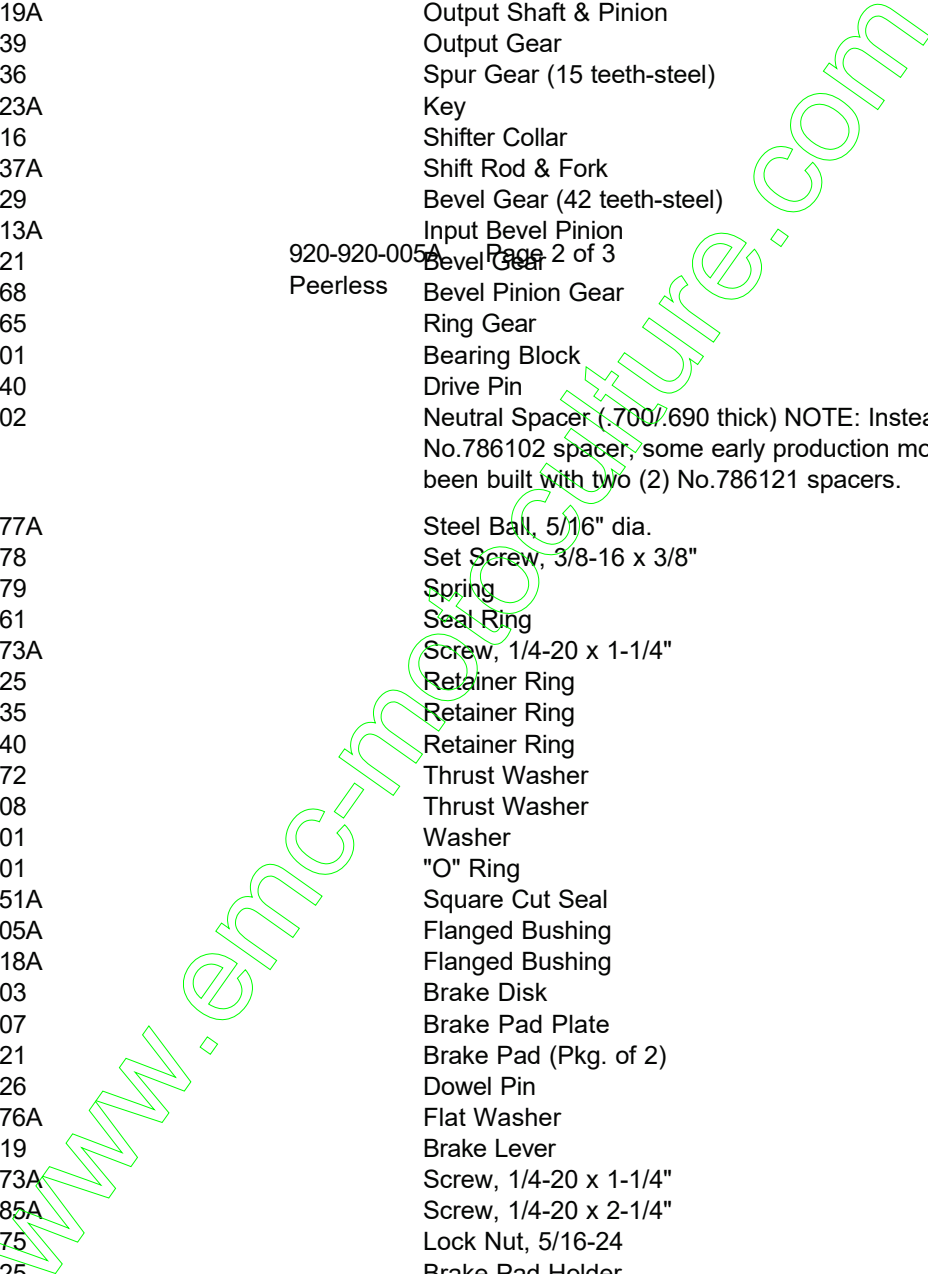 19A Output Shaft & Pinion
39 Output Gear
36 Spur Gear (15 teeth-steel)
23A Key
16 Shifter Collar
37A Shift Rod & Fork
29 Bevel Gear (42 teeth-steel)
13A Input Bevel Pinion
920-920-005A Page 2 of 3
21 Bevel Gear
Peerless
68 Bevel Pinion Gear
65 Ring Gear
01 Bearing Block
40 Drive Pin
02 Neutral Spacer (.700/.690 thick) NOTE: Instea
No.786102 spacer, some early production mo
been built with two (2) No.786121 spacers.
77A Steel Ball, 5/16" dia.
78 Set Screw, 3/8-16 x 3/8"
79 Spring
61 Seal Ring
73A Screw, 1/4-20 x 1-1/4"
25 Retainer Ring
35 Retainer Ring
40 Retainer Ring
72 Thrust Washer
08 Thrust Washer
01 Washer
01 "O" Ring
51A Square Cut Seal
05A Flanged Bushing
18A Flanged Bushing
03 Brake Disk
07 Brake Pad Plate
21 Brake Pad (Pkg. of 2)
26 Dowel Pin
76A Flat Washer
19 Brake Lever
73A Screw, 1/4-20 x 1-1/4"
85A Screw, 1/4-20 x 2-1/4"
75 Lock Nut, 5/16-24
25 Brake Pad Holder
www.emc-motoculture.com